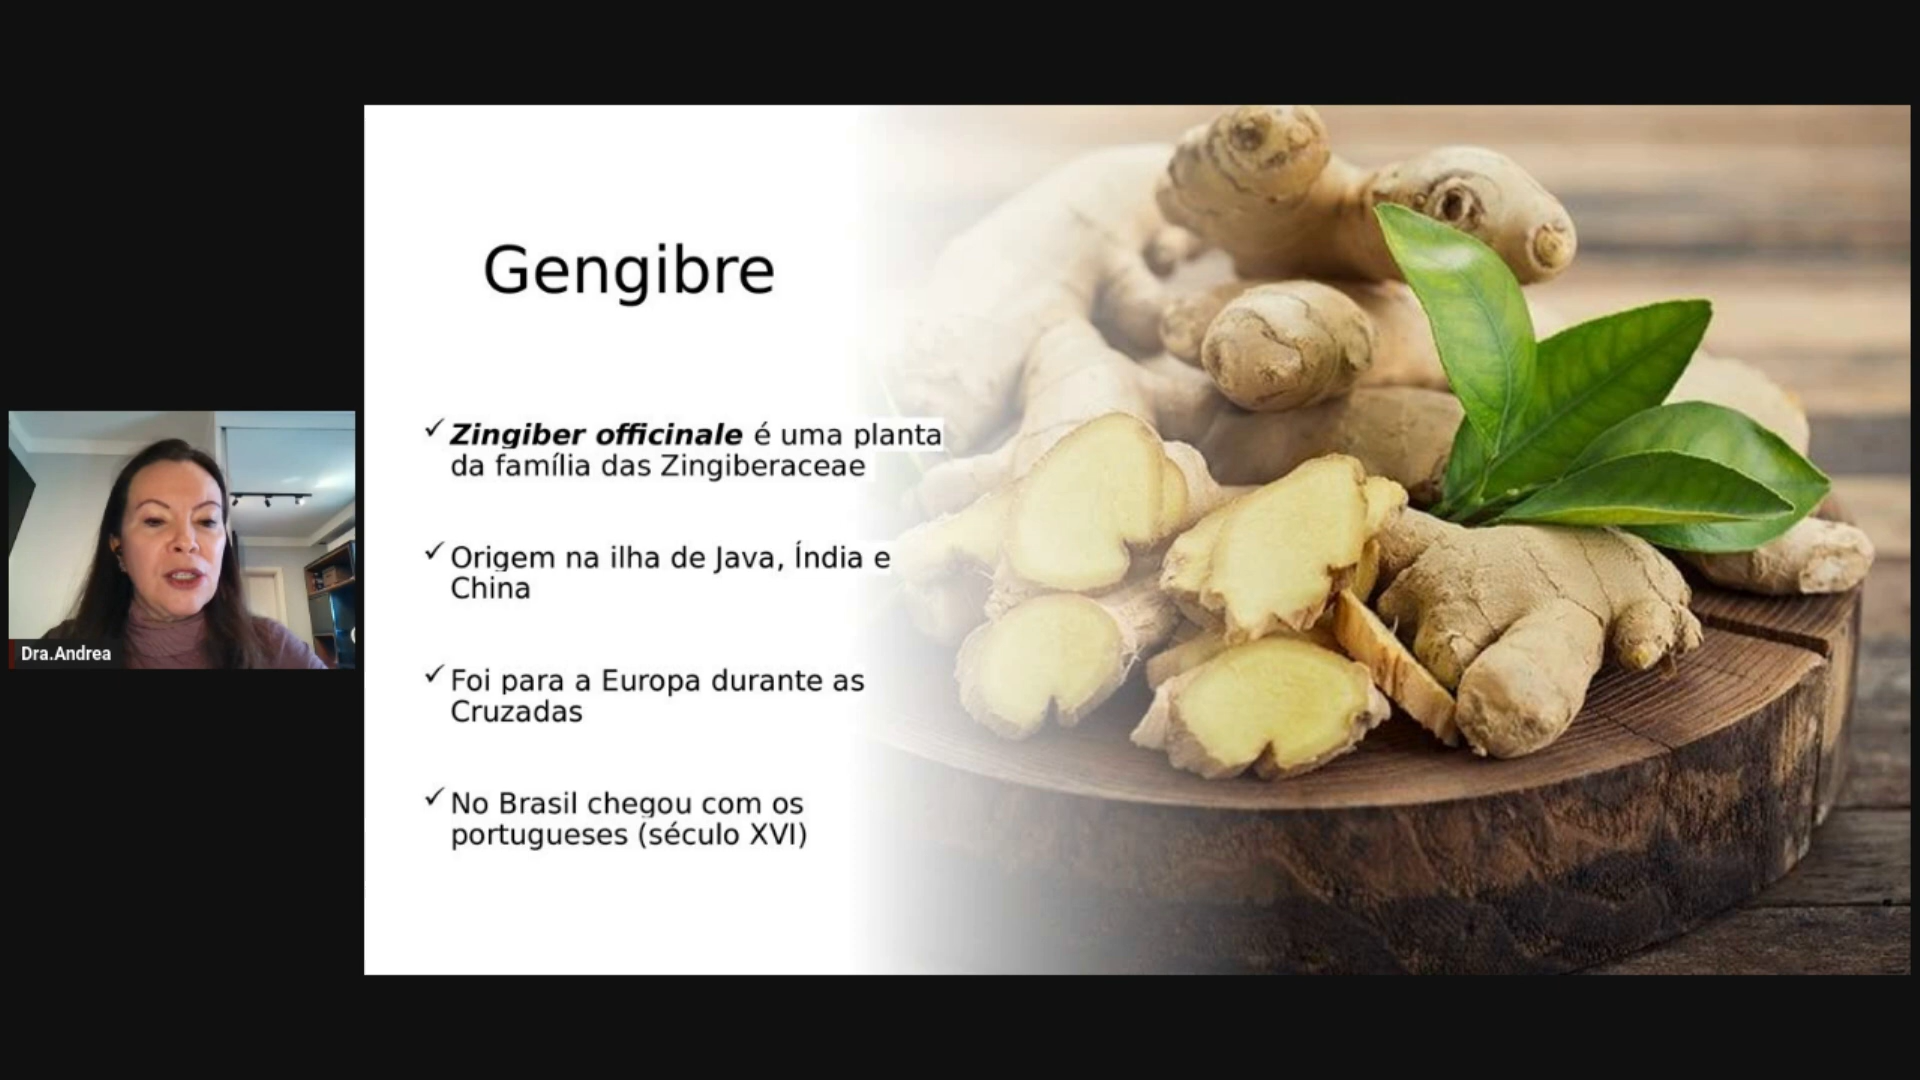 Gengibre
Zingiber officinale é uma planta
da família das Zingiberaceae
Origem na ilha de Java, Índia e
China
Foi para a Europa durante as
Cruzadas
No Brasil chegou com os
portugueses (século XVI)
Dra.Andrea